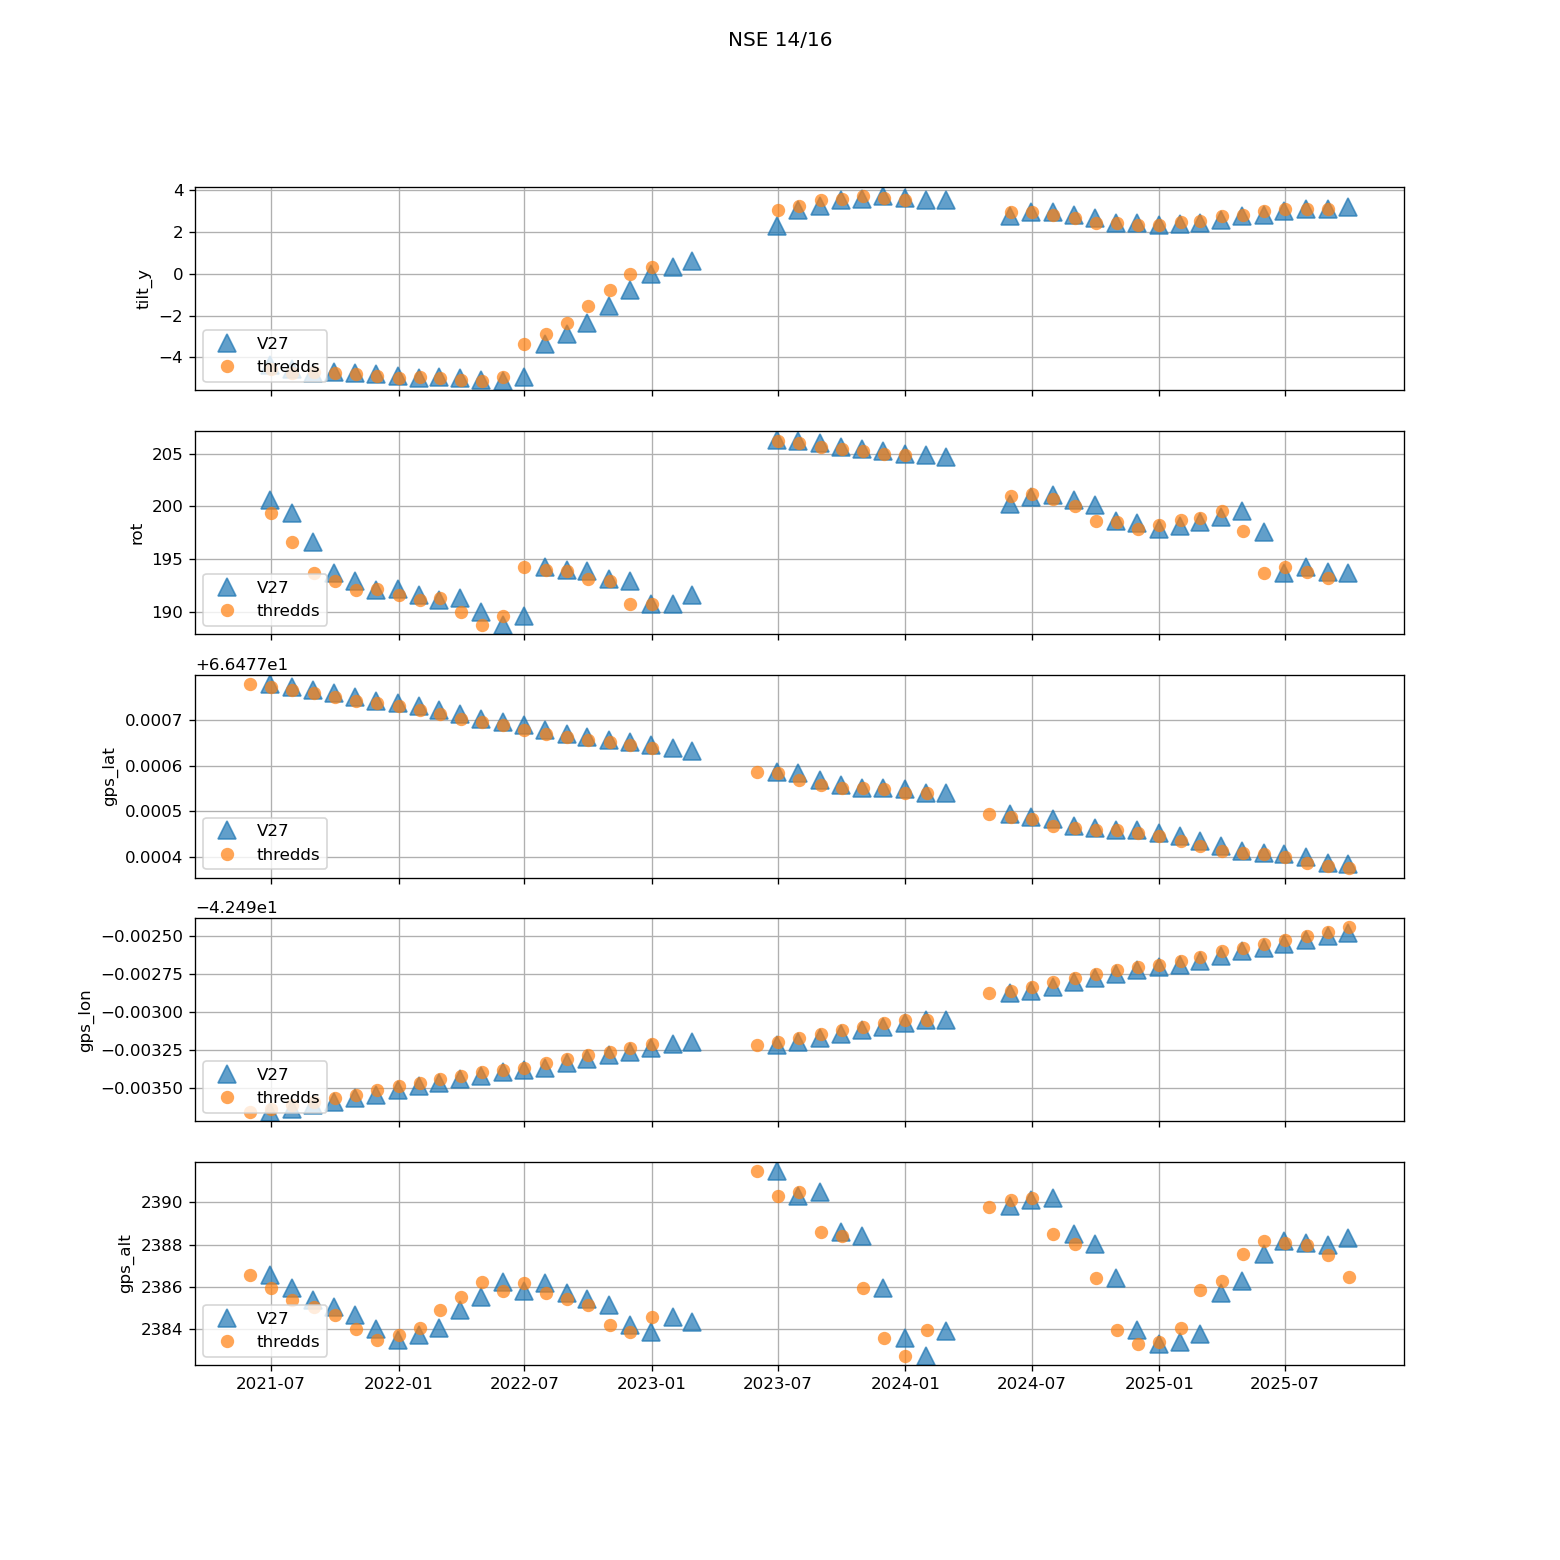 NSE 14/16
4
2
0
−2
−4
tilt_y
V27
thredds
205
200
195
190
rot
V27
thredds
+6.6477e1
0.0007
0.0006
0.0005
0.0004
gps_lat
V27
thredds
−4.249e1
−0.00250
−0.00275
−0.00300
−0.00325
−0.00350
gps_lon
V27
thredds
2390
2388
2386
2384
gps_alt
V27
thredds
2021-07 2022-01 2022-07 2023-01 2023-07 2024-01 2024-07 2025-01 2025-07